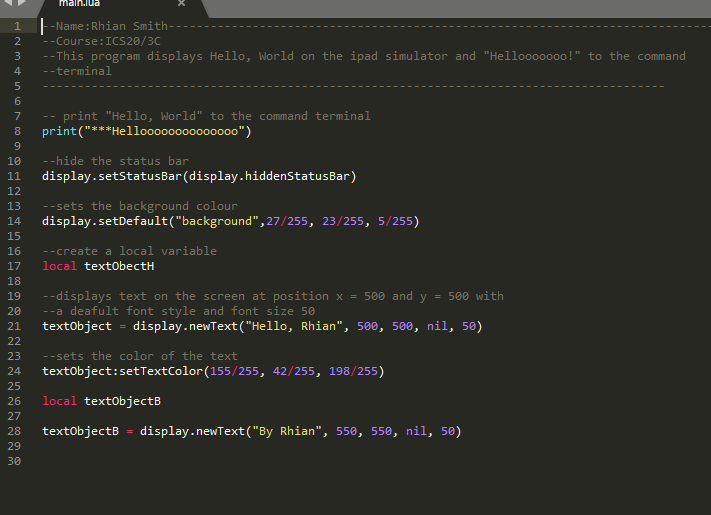 main.lua ×
1 --Name:Rhian Smith--------------------------------------------------------------------------------
2 --Course:ICS20/3C
3 --This program displays Hello, World on the ipad simulator and "Hellooooooo!" to the command
4 --terminal
5 -----------------------------------------------------------------------------------------
6
7 -- print "Hello, World" to the command terminal
8 print("***Helloooooooooooooo")
9
10 --hide the status bar
11 display.setStatusBar(display.hiddenStatusBar)
12
13 --sets the background colour
14 display.setDefault("background",27/255, 23/255, 5/255)
15
16 --create a local variable
17 local textObectH
18
19 --displays text on the screen at position x = 500 and y = 500 with
20 --a deafult font style and font size 50
21 textObject = display.newText("Hello, Rhian", 500, 500, nil, 50)
22
23 --sets the color of the text
24 textObject:setTextColor(155/255, 42/255, 198/255)
25
26 local textObjectB
27
28 textObjectB = display.newText("By Rhian", 550, 550, nil, 50)
29
30